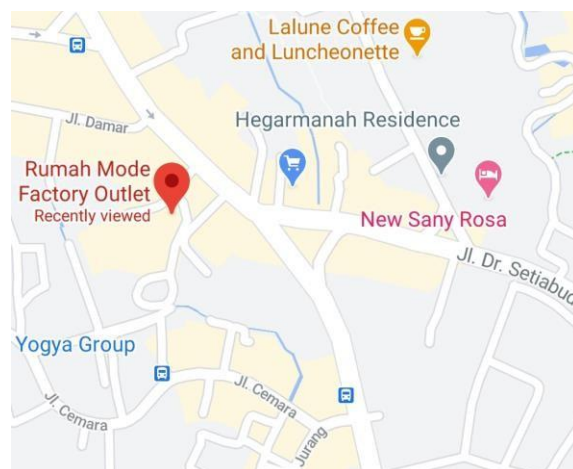 Lalune Coffee
and Luncheonette
Jl. Damar
Hegarmanah Residence
Rumah Mode
Factory Outlet
Recently viewed
New Sany Rosa
Jl. Dr. Setiabud
Yogya Group
Jl. Cemara
Jl. Cemara
Jurang